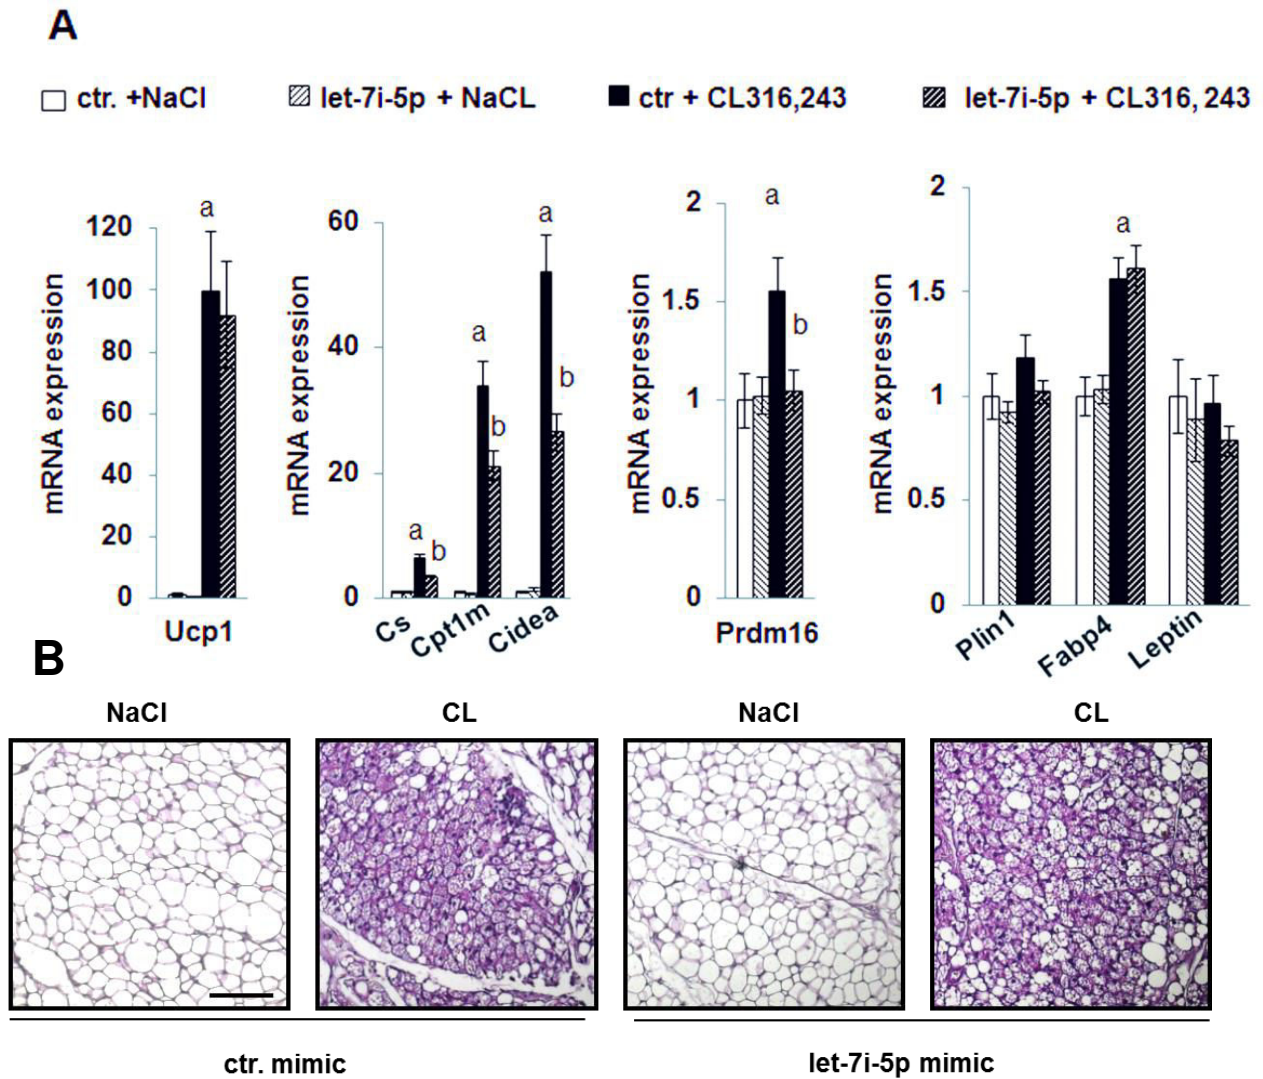 A
ctr. +NaCl
let-7i-5p + NaCL
ctr + CL316,243
let-7i-5p + CL316, 243
mRNA expression
120
100
80
60
40
20
0
a
Ucp1
mRNA expression
60
40
20
0
a
b
a
b
a
b
Cs
Cpt1m
Cidea
mRNA expression
2
1.5
1
0.5
0
a
b
Prdm16
mRNA expression
2
1.5
1
0.5
0
a
Plin1
Fabp4
Leptin
B
NaCl
CL
NaCl
CL
ctr. mimic
let-7i-5p mimic